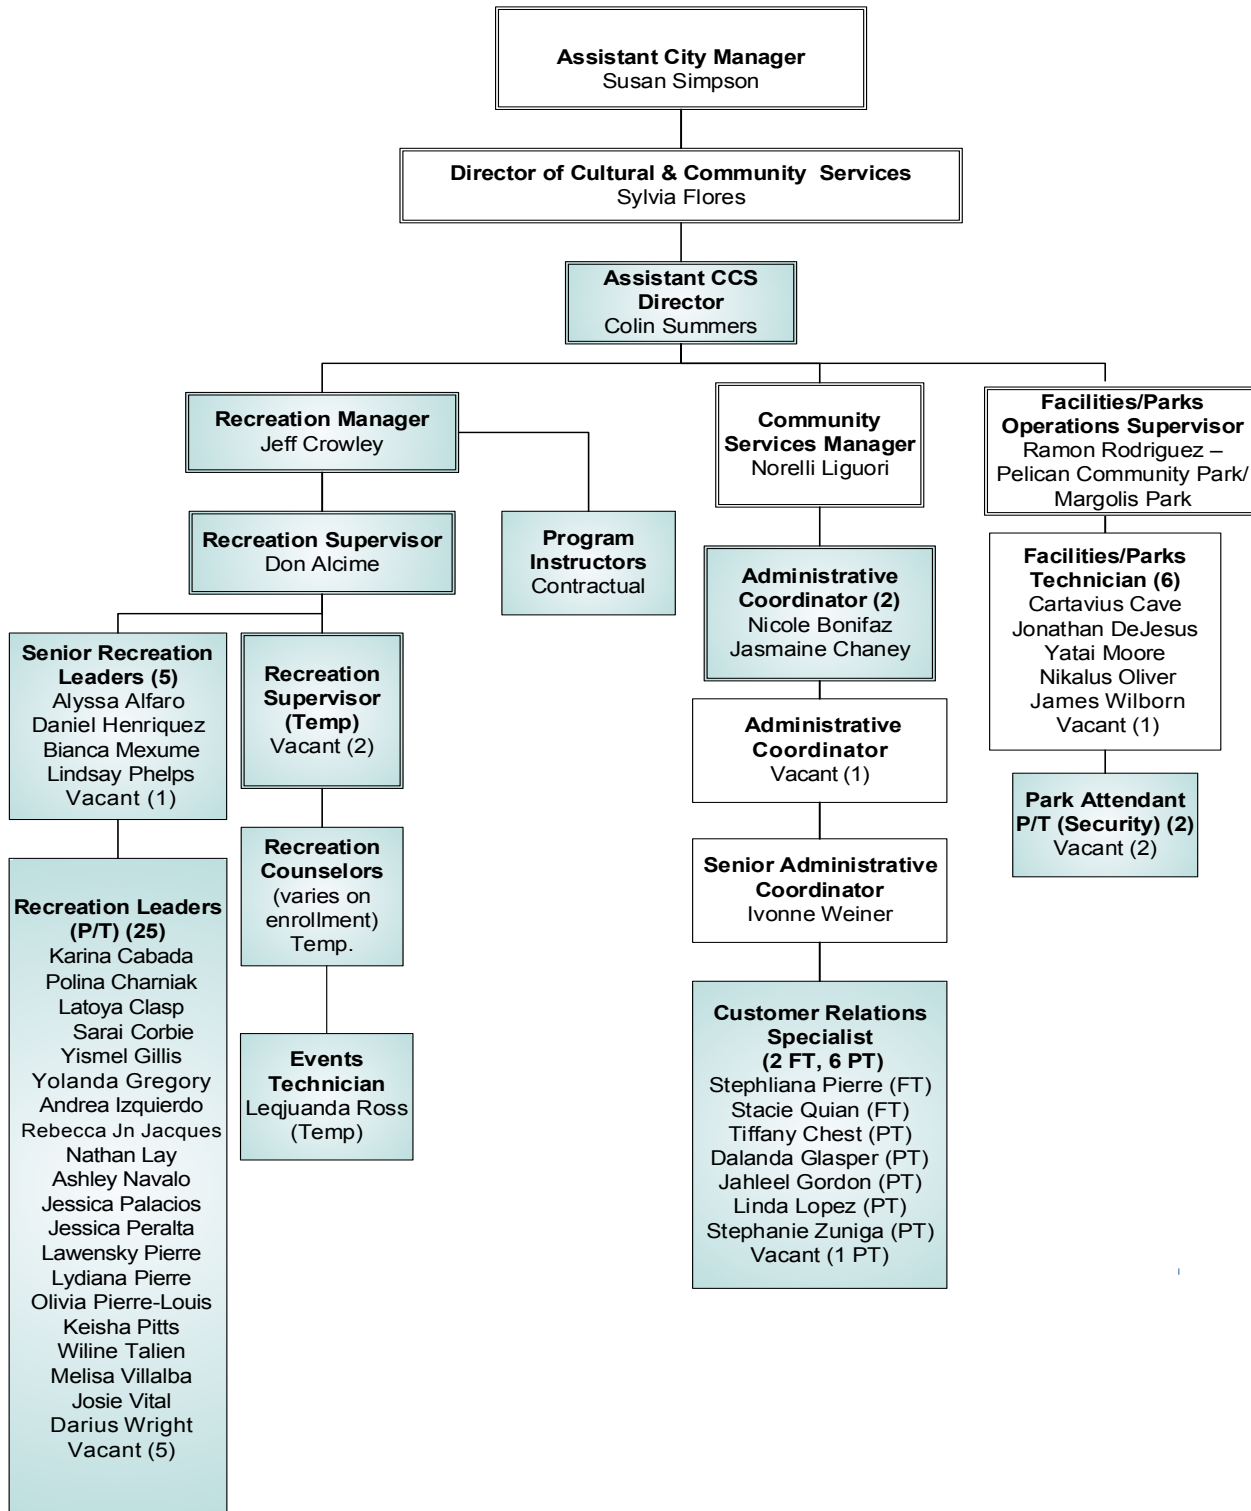 Assistant City Manager
Susan Simpson
Director of Cultural & Community Services
Sylvia Flores
Assistant CCS
Director
Colin Summers
Recreation Manager
Jeff Crowley
Recreation Supervisor
Don Alcime
Program
Instructors
Contractual
Senior Recreation
Leaders (5)
Alyssa Alfaro
Daniel Henriquez
Bianca Mexume
Lindsay Phelps
Vacant (1)
Recreation Leaders
(P/T) (25)
Karina Cabada
Polina Charniak
Latoya Clasp
Sarai Corbie
Yismel Gillis
Yolanda Gregory
Andrea Izquierdo
Rebecca Jn Jacques
Nathan Lay
Ashley Navalo
Jessica Palacios
Jessica Peralta
Lawensky Pierre
Lydiana Pierre
Olivia Pierre-Louis
Keisha Pitts
Wiline Talien
Melisa Villalba
Josie Vital
Darius Wright
Vacant (5)
Recreation
Supervisor
(Temp)
Vacant (2)
Recreation
Counselors
(varies on
enrollment)
Temp.
Events
Technician
Leqjuanda Ross
(Temp)
Community
Services Manager
Norelli Liguori
Administrative
Coordinator (2)
Nicole Bonifaz
Jasmaine Chaney
Administrative
Coordinator
Vacant (1)
Senior Administrative
Coordinator
Ivonne Weiner
Customer Relations
Specialist
(2 FT, 6 PT)
Stephliana Pierre (FT)
Stacie Quian (FT)
Tiffany Chest (PT)
Dalanda Glasper (PT)
Jahleel Gordon (PT)
Linda Lopez (PT)
Stephanie Zuniga (PT)
Vacant (1 PT)
Facilities/Parks
Operations Supervisor
Ramon Rodriguez –
Pelican Community Park/
Margolis Park
Facilities/Parks
Technician (6)
Cartavius Cave
Jonathan DeJesus
Yatai Moore
Nikalus Oliver
James Wilborn
Vacant (1)
Park Attendant
P/T (Security) (2)
Vacant (2)